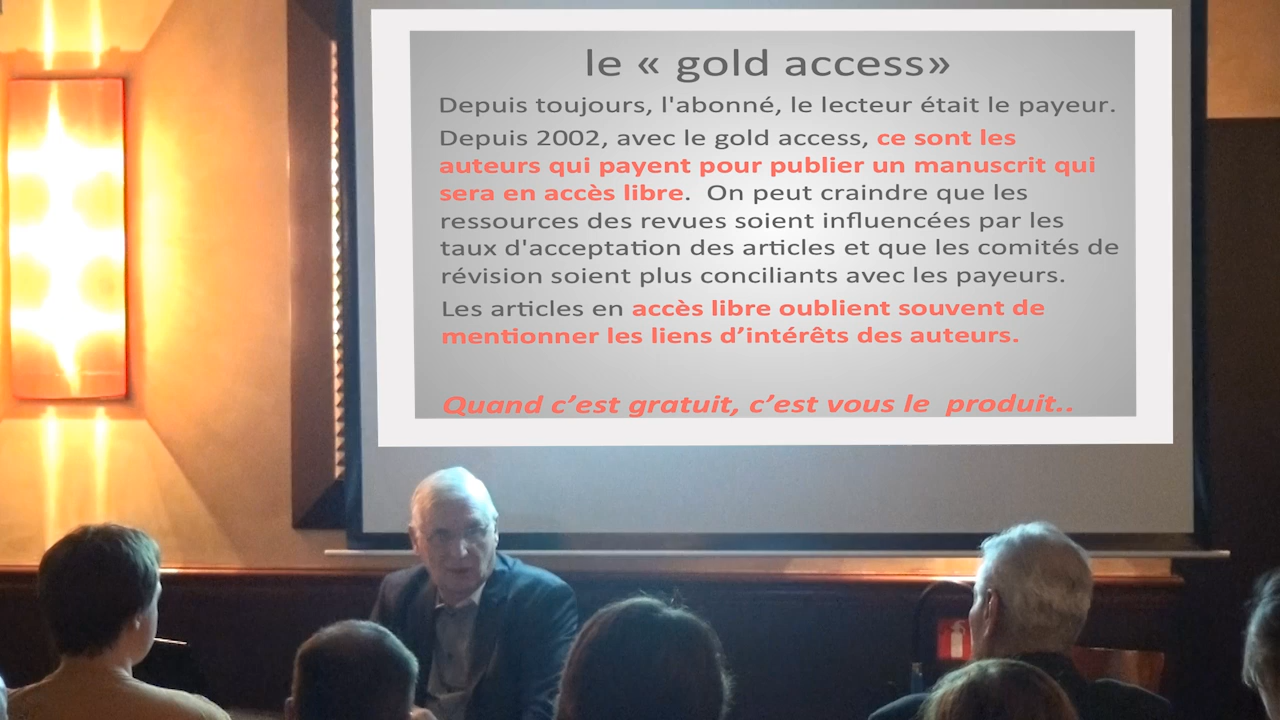 le « gold access»
Depuis toujours, l'abonné, le lecteur était le payeur.
Depuis 2002, avec le gold access, ce sont les
auteurs qui payent pour publier un manuscrit qui
sera en accès libre.  On peut craindre que les
ressources des revues soient influencées par les
taux d'acceptation des articles et que les comités de
révision soient plus conciliants avec les payeurs.
Les articles en accès libre oublient souvent de
mentionner les liens d’intérêts des auteurs.
Quand c’est gratuit, c’est vous le  produit..